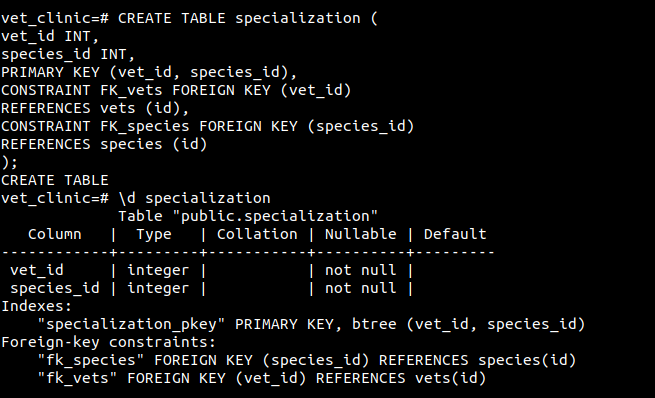 vet_clinic=# CREATE TABLE specialization (
vet_id INT,
species_id INT,
PRIMARY KEY (vet_id, species_id),
CONSTRAINT FK_vets FOREIGN KEY (vet_id)
REFERENCES vets (id),
CONSTRAINT FK_species FOREIGN KEY (species_id)
REFERENCES species (id)
);
CREATE TABLE
vet_clinic=# \d specialization
             Table "public.specialization"
   Column   |  Type   | Collation | Nullable | Default
------------+---------+-----------+----------+---------
 vet_id     | integer |           | not null |
 species_id | integer |           | not null |
Indexes:
    "specialization_pkey" PRIMARY KEY, btree (vet_id, species_id)
Foreign-key constraints:
    "fk_species" FOREIGN KEY (species_id) REFERENCES species(id)
    "fk_vets" FOREIGN KEY (vet_id) REFERENCES vets(id)